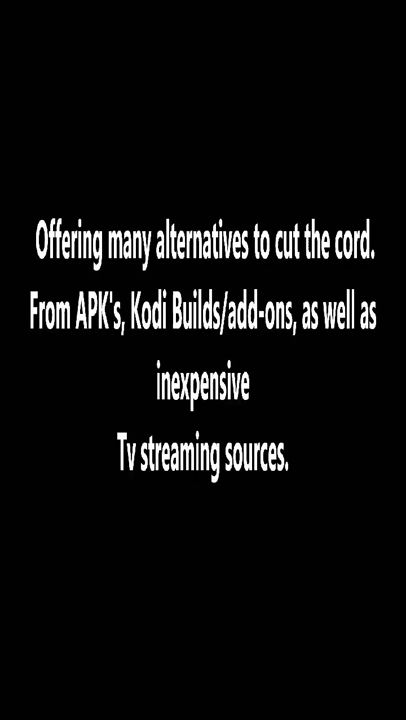 Offering many alternatives to cut the cord.
From APK's, Kodi Builds/add-ons, as well as
inexpensive
Tv streaming sources.